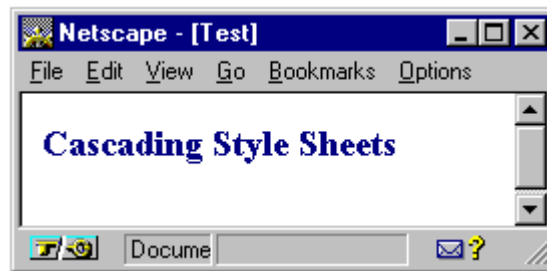 Netscape - [Test]
File Edit View Go Bookmarks Options
Cascading Style Sheets
Docume